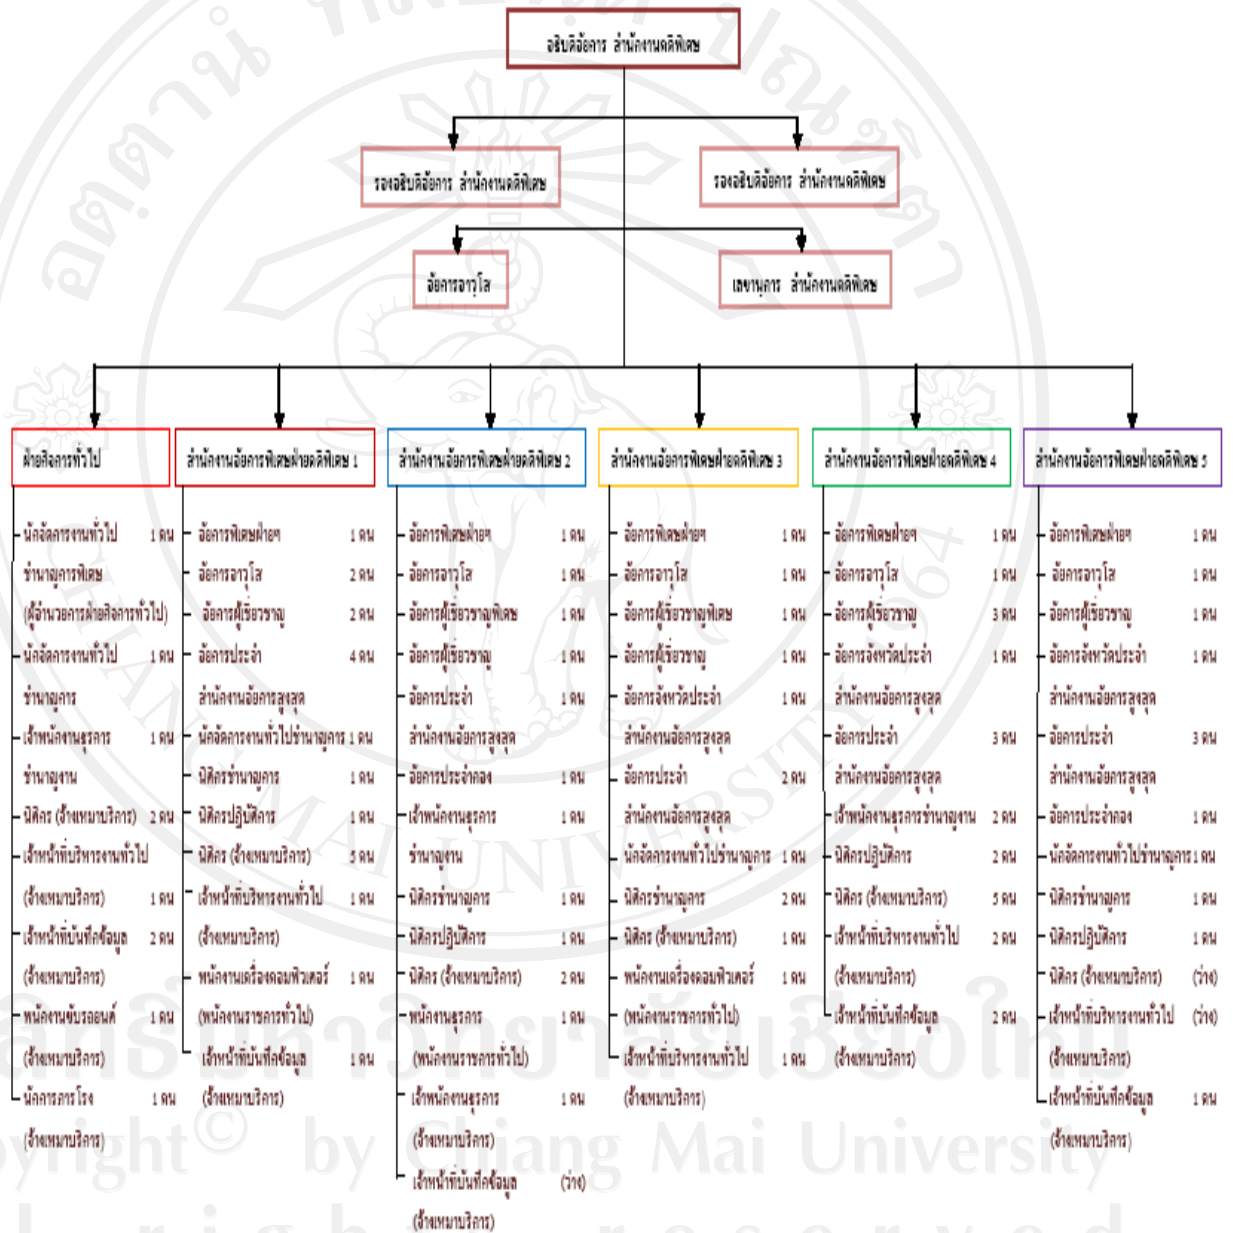 อธิบดีอัยการ สำนักงานคดีพิเศษ
รองอธิบดีอัยการ สำนักงานคดีพิเศษ
รองอธิบดีอัยการ สำนักงานคดีพิเศษ
อัยการอาวุโส
เลขานุการ สำนักงานคดีพิเศษ
ฝ่ายกิจการทั่วไป
นักจัดการงานทั่วไป 1 คน
ชำนาญการพิเศษ
(ผู้อำนวยการฝ่ายกิจการทั่วไป)
นักจัดการงานทั่วไป 1 คน
ชำนาญการ
เจ้าพนักงานธุรการ 1 คน
ชำนาญงาน
นิติกร (จ้างเหมาบริการ) 2 คน
เจ้าหน้าที่บริหารงานทั่วไป
(จ้างเหมาบริการ) 1 คน
เจ้าหน้าที่บันทึกข้อมูล 2 คน
(จ้างเหมาบริการ)
พนักงานขับรถยนต์ 1 คน
(จ้างเหมาบริการ)
นักการภารโรง 1 คน
(จ้างเหมาบริการ)
สำนักงานอัยการพิเศษฝ่ายคดีพิเศษ 1
อัยการพิเศษฝ่ายฯ 1 คน
อัยการอาวุโส 2 คน
อัยการผู้เชี่ยวชาญ 2 คน
อัยการประจำ 4 คน
สำนักงานอัยการสูงสุด
นักจัดการงานทั่วไปชำนาญการ 1 คน
นิติกรชำนาญการ 1 คน
นิติกรปฏิบัติการ 1 คน
นิติกร (จ้างเหมาบริการ) 5 คน
เจ้าหน้าที่บริหารงานทั่วไป 1 คน
(จ้างเหมาบริการ)
พนักงานเครื่องคอมพิวเตอร์ 1 คน
(พนักงานราชการทั่วไป)
เจ้าหน้าที่บันทึกข้อมูล 1 คน
(จ้างเหมาบริการ)
สำนักงานอัยการพิเศษฝ่ายคดีพิเศษ 2
อัยการพิเศษฝ่ายฯ 1 คน
อัยการอาวุโส 1 คน
อัยการผู้เชี่ยวชาญพิเศษ 1 คน
อัยการผู้เชี่ยวชาญ 1 คน
อัยการประจำ 1 คน
สำนักงานอัยการสูงสุด
อัยการประจำกอง 1 คน
เจ้าพนักงานธุรการ 1 คน
ชำนาญงาน
นิติกรชำนาญการ 1 คน
นิติกรปฏิบัติการ 1 คน
นิติกร (จ้างเหมาบริการ) 2 คน
พนักงานธุรการ 1 คน
(พนักงานราชการทั่วไป)
เจ้าพนักงานธุรการ 1 คน
(จ้างเหมาบริการ)
เจ้าหน้าที่บันทึกข้อมูล (ว่าง)
(จ้างเหมาบริการ)
สำนักงานอัยการพิเศษฝ่ายคดีพิเศษ 3
อัยการพิเศษฝ่ายฯ 1 คน
อัยการอาวุโส 1 คน
อัยการผู้เชี่ยวชาญพิเศษ 1 คน
อัยการผู้เชี่ยวชาญ 1 คน
อัยการจังหวัดประจำ 1 คน
สำนักงานอัยการสูงสุด
อัยการประจำ 2 คน
สำนักงานอัยการสูงสุด
นักจัดการงานทั่วไปชำนาญการ 1 คน
นิติกรชำนาญการ 2 คน
นิติกร (จ้างเหมาบริการ) 1 คน
พนักงานเครื่องคอมพิวเตอร์ 1 คน
(พนักงานราชการทั่วไป)
เจ้าหน้าที่บริหารงานทั่วไป 1 คน
(จ้างเหมาบริการ)
สำนักงานอัยการพิเศษฝ่ายคดีพิเศษ 4
อัยการพิเศษฝ่ายฯ 1 คน
อัยการอาวุโส 1 คน
อัยการผู้เชี่ยวชาญ 3 คน
อัยการจังหวัดประจำ 1 คน
สำนักงานอัยการสูงสุด
อัยการประจำ 3 คน
สำนักงานอัยการสูงสุด
เจ้าพนักงานธุรการชำนาญงาน 2 คน
นิติกรปฏิบัติการ 2 คน
นิติกร (จ้างเหมาบริการ) 5 คน
เจ้าหน้าที่บริหารงานทั่วไป 2 คน
(จ้างเหมาบริการ)
เจ้าหน้าที่บันทึกข้อมูล 2 คน
(จ้างเหมาบริการ)
สำนักงานอัยการพิเศษฝ่ายคดีพิเศษ 5
อัยการพิเศษฝ่ายฯ 1 คน
อัยการอาวุโส 1 คน
อัยการผู้เชี่ยวชาญ 1 คน
อัยการจังหวัดประจำ 1 คน
สำนักงานอัยการสูงสุด
อัยการประจำ 3 คน
สำนักงานอัยการสูงสุด
อัยการประจำกอง 1 คน
นักจัดการงานทั่วไปชำนาญการ 1 คน
นิติกรชำนาญการ 1 คน
นิติกรปฏิบัติการ 1 คน
นิติกร (จ้างเหมาบริการ) (ว่าง)
เจ้าหน้าที่บริหารงานทั่วไป (ว่าง)
(จ้างเหมาบริการ)
เจ้าหน้าที่บันทึกข้อมูล 1 คน
(จ้างเหมาบริการ)
CHIANG MAI UNIVERSITY 1964
by Chiang Mai University